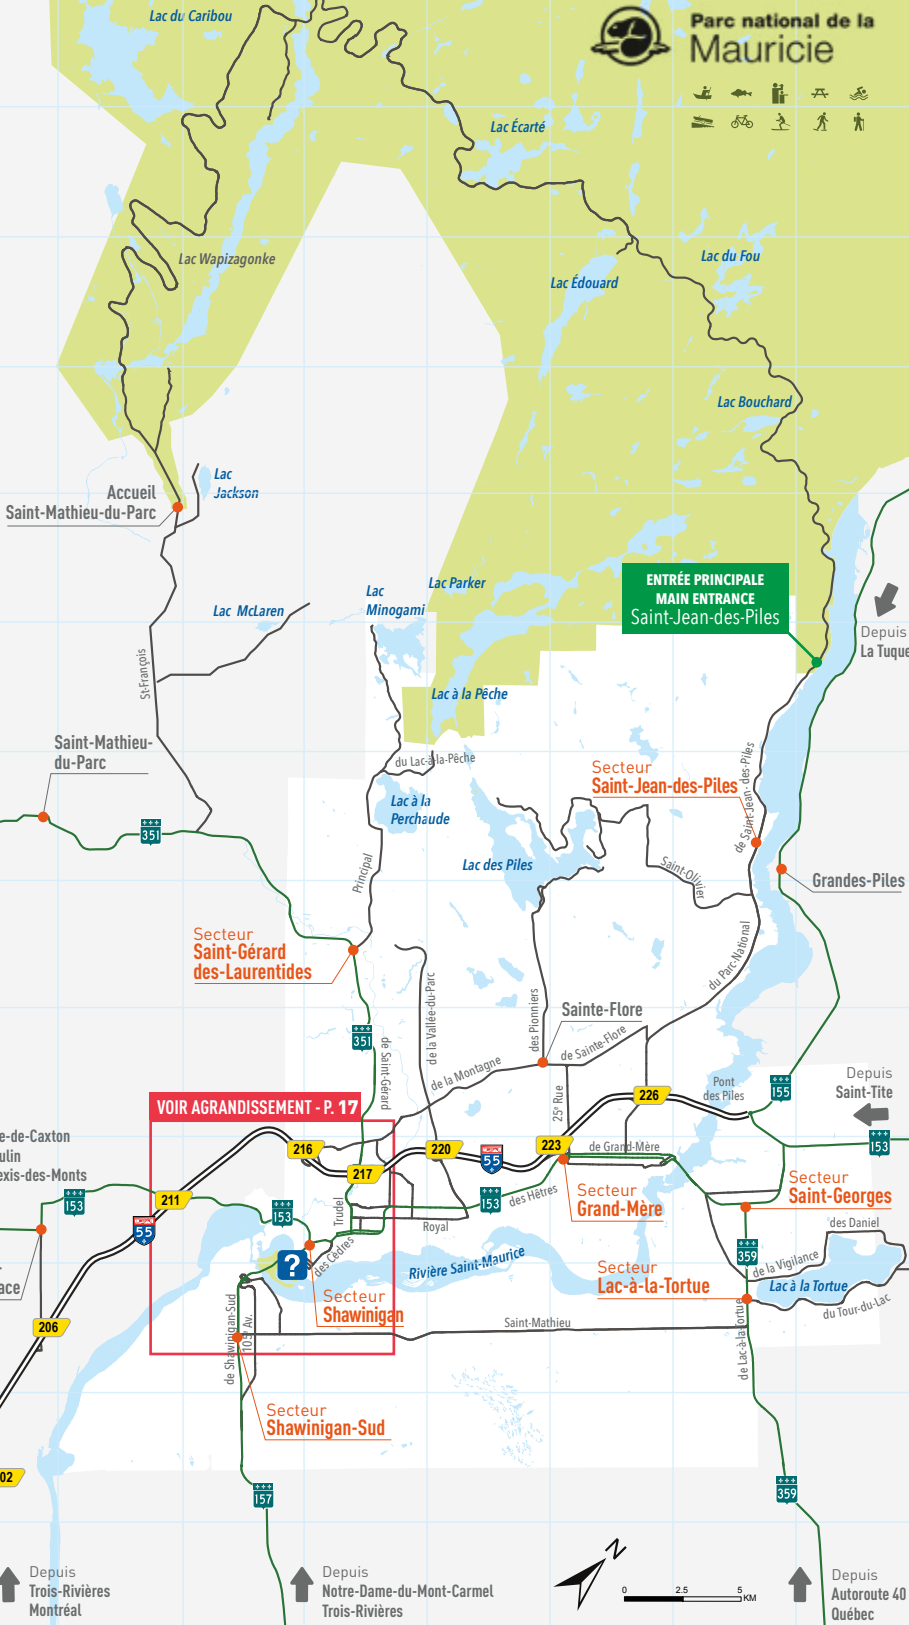 Lac du Caribou
Parc national de la
Mauricie
Lac Écarté
Lac Wapizagonke
Lac du Fou
Lac Édouard
Lac Bouchard
Lac
Jackson
Accueil
Saint-Mathieu-du-Parc
ENTRÉE PRINCIPALE
MAIN ENTRANCE
Saint-Jean-des-Piles
Lac Parker
Lac
Minogami
Lac McLaren
Depuis
La Tuque
St-François
Lac à la Pêche
Saint-Mathieu-
du-Parc
du Lac-à-la-Pêche
Secteur
Saint-Jean-des-Piles
de Saint-Jean-des-Piles
Lac à la
Perchaude
351
Principal
Lac des Piles
Saint-Olivier
Grandes-Piles
Secteur
Saint-Gérard
des-Laurentides
du Parc-National
de la Vallée-du-Parc
des Pionniers
Sainte-Flore
351
de Saint-Gérard
de Sainte-Flore
de la Montagne
25e Rue
226
Pont
des Piles
155
Depuis
Saint-Tite
VOIR AGRANDISSEMENT - P. 17
e-de-Caxton
ulin
exis-des-Monts
216
220
55
223
de Grand-Mère
153
217
153
211
153
Trudel
153
des Hêtres
Secteur
Grand-Mère
Secteur
Saint-Georges
55
Royal
des Daniel
?
des Cèdres
Rivière Saint-Maurice
359
de la Vigilance
Secteur
Lac-à-la-Tortue
Lac à la Tortue
du Tour-du-Lac
ace
Secteur
Shawinigan
206
de Shawinigan-Sud
105e Av.
Saint-Mathieu
de Lac-à-la-Tortue
Secteur
Shawinigan-Sud
02
157
359
N
0 2.5 5
KM
Depuis
Trois-Rivières
Montréal
Depuis
Notre-Dame-du-Mont-Carmel
Trois-Rivières
Depuis
Autoroute 40
Québec